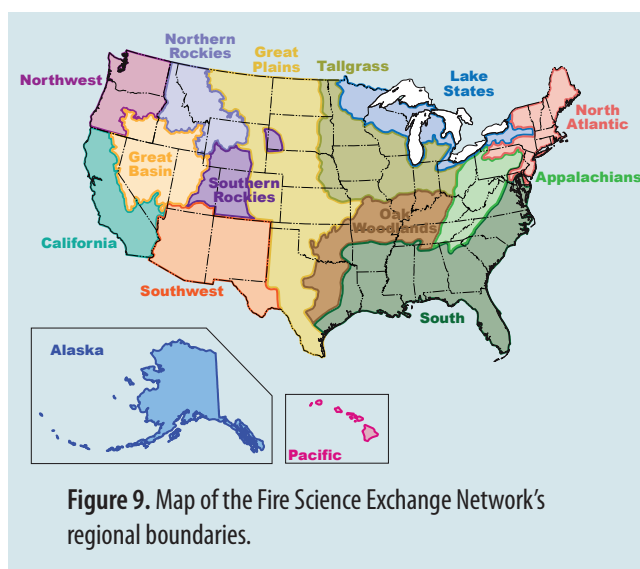 Northern
Rockies
Great
Plains
Tallgrass
Northwest
Lake
States
North
Atlantic
Great
Basin
Appalachians
Southern
Rockies
Oak
Woodlands
California
Southwest
South
Alaska
Pacific
Figure 9. Map of the Fire Science Exchange Network's
regional boundaries.